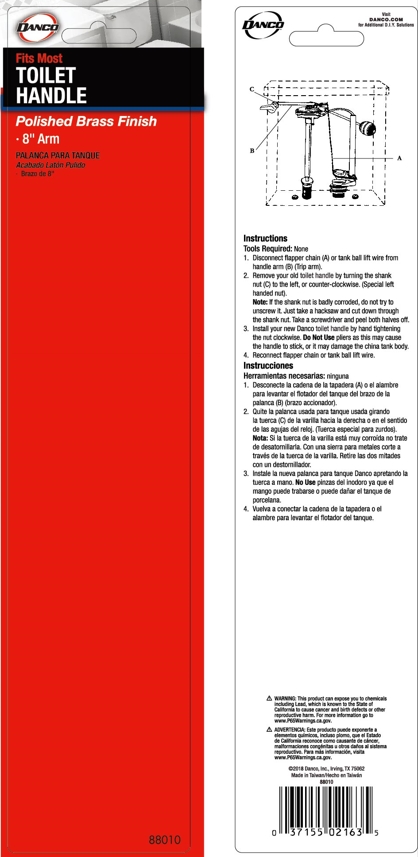 DANCO
Fits Most
TOILET
HANDLE
Polished Brass Finish
· 8" Arm
PALANCA PARA TANQUE
Acabado Latón Pulido
· Brazo de 8"
88010
DANCO
Visit
DANCO.COM
for Additional D.I.Y. Solutions
C
B
A
Instructions
Tools Required: None
1. Disconnect flapper chain (A) or tank ball lift wire from
handle arm (B) (Trip arm).
2. Remove your old toilet handle by turning the shank
nut (C) to the left, or counter-clockwise. (Special left
handed nut).
Note: If the shank nut is badly corroded, do not try to
unscrew it. Just take a hacksaw and cut down through
the shank nut. Take a screwdriver and peel both halves off.
3. Install your new Danco toilet handle by hand tightening
the nut clockwise. Do Not Use pliers as this may cause
the handle to stick, or it may damage the china tank body.
4. Reconnect flapper chain or tank ball lift wire.
Instrucciones
Herramientas necesarias: ninguna
1. Desconecte la cadena de la tapadera (A) o el alambre
para levantar el flotador del tanque del brazo de la
palanca (B) (brazo accionador).
2. Quite la palanca usada para tanque usada girando
la tuerca (C) de la varilla hacia la derecha o en el sentido
de las agujas del reloj. (Tuerca especial para zurdos).
Nota: Si la tuerca de la varilla está muy corroida no trate
de desatornillarla. Con una sierra para metales corte a
través de la tuerca de la varilla. Retire las dos mitades
con un destornillador.
3. Instale la nueva palanca para tanque Danco apretando la
tuerca a mano. No Use pinzas del inodoro ya que el
mango puede trabarse o puede dañar el tanque de
porcelana.
4. Vuelva a conectar la cadena de la tapadera o el
alambre para levantar el flotador del tanque.
⚠ WARNING: This product can expose you to chemicals
including Lead, which is known to the State of
California to cause cancer and birth defects or other
reproductive harm. For more information go to
www.P65Warnings.ca.gov.
⚠ ADVERTENCIA: Este producto puede exponerte a
elementos químicos, incluso plomo, que el Estado
de California reconoce como causante de cáncer,
malformaciones congénitas u otros daños al sistema
reproductivo. Para más información, visita
www.P65Warnings.ca.gov.
©2018 Danco, Inc., Irving, TX 75062
Made in Taiwan/Hecho en Taiwán
88010
0 37155 02163 5